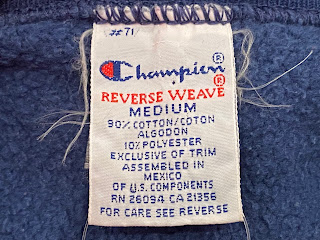 #71
Champion®
REVERSE WEAVE®
MEDIUM
90% COTTON/COTON
ALGODON
10% POLYESTER
EXCLUSIVE OF TRIM
ASSEMBLED IN
MEXICO
OF U.S. COMPONENTS
RN 26094 CA 21356
FOR CARE SEE REVERSE